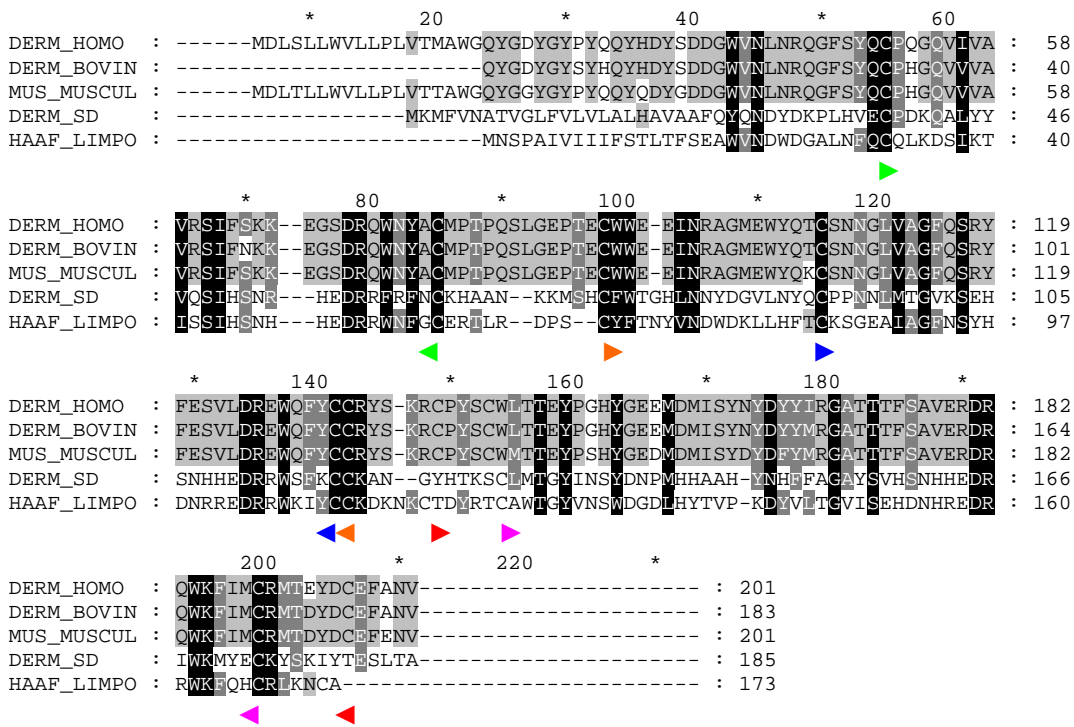 * 20 * 40 * 60
DERM_HOMO : ------MDLSLLWVLLPLVTMAWGQYGDYGYPYQQYHDYSDDGWVNLNRQGFSYQCPQGQVIVA : 58
DERM_BOVIN : ------------------------QYGDYGYSYHQYHDYSDDGWVNLNRQGFSYQCPHGQVVVA : 40
MUS_MUSCUL : ------MDLTLLWVLLPLVTTAWGQYGGYGYPYQQYQDYGDDGWVNLNRQGFSYQCPHGQVVVA : 58
DERM_SD : ------------------MKMFVNATVGLFVLVLALHAVAAFQYQNDYDKPLHVECPDKQALYY : 46
HAAF_LIMPO : ------------------------MNSPAIVIIIFSTLTFSEAWVNDWDGALNFQCQLKDSIKT : 40
* 80 * 100 * 120
DERM_HOMO : VRSIFSKK--EGSDRQWNYACMPTPQSLGEPTECWWE-EINRAGMEWYQTCSNNGLVAGFQSRY : 119
DERM_BOVIN : VRSIFNKK--EGSDRQWNYACMPTPQSLGEPTECWWE-EINRAGMEWYQTCSNNGLVAGFQSRY : 101
MUS_MUSCUL : VRSIFSKK--EGSDRQWNYACMPTPQSLGEPTECWWE-EINRAGMEWYQKCSNNGLVAGFQSRY : 119
DERM_SD : VQSIHSNR---HEDRRFRFNCKHAAN--KKMSHCFWTGHLNNYDGVLNYQCPPNNLMTGVKSEH : 105
HAAF_LIMPO : ISSIHSNH---HEDRRWNFGCERTLR--DPS--CYFTNYVNDWDKLLHFTCKSGEAIAGFNSYH : 97
* 140 * 160 * 180 *
DERM_HOMO : FESVLDREWQFYCCRYS-KRCPYSCWLTTEYPGHYGEEMDMISYNYDYYIRGATTTFSAVERDR : 182
DERM_BOVIN : FESVLDREWQFYCCRYS-KRCPYSCWLTTEYPGHYGEEMDMISYNYDYYMRGATTTFSAVERDR : 164
MUS_MUSCUL : FESVLDREWQFYCCRYS-KRCPYSCWMTTEYPSHYGEDMDMISYDYDFYMRGATTTFSAVERDR : 182
DERM_SD : SNHHEDRRWSFKCCKAN--GYHTKSCLMTGYINSYDNPMHHAAH-YNHFFAGAYSVHSNHHEDR : 166
HAAF_LIMPO : DNRREDRRWKIYCCKDKNKCTDYRTCAWTGYVNSWDGDLHYTVP-KDYVLTGVISEHDNHREDR : 160
200 * 220 *
DERM_HOMO : QWKFIMCRMTEYDCEFANV---------------------- : 201
DERM_BOVIN : QWKFIMCRMTDYDCEFANV---------------------- : 183
MUS_MUSCUL : QWKFIMCRMTDYDCEFENV---------------------- : 201
DERM_SD : IWKMYECKYSKIYTESLTA---------------------- : 185
HAAF_LIMPO : RWKFQHCRLKNCA---------------------------- : 173